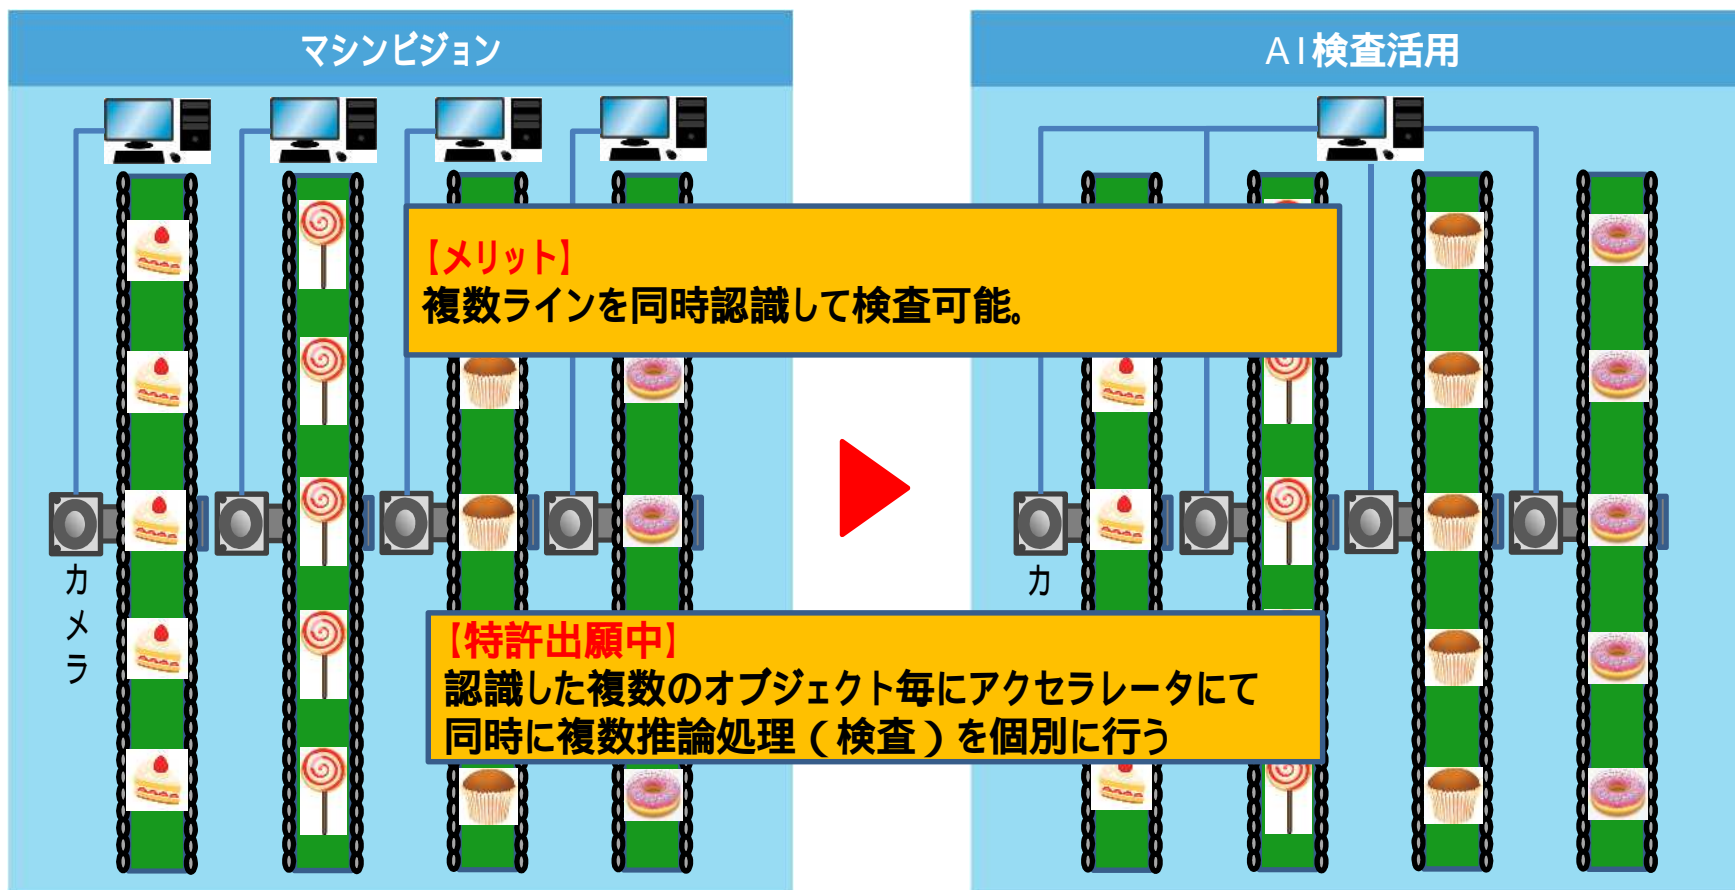 マシンビジョン
AI検査活用
【メリット】
複数ラインを同時認識して検査可能。
カメラ
カ
【特許出願中】
認識した複数のオブジェクト毎にアクセラレータにて
同時に複数推論処理（検査）を個別に行う